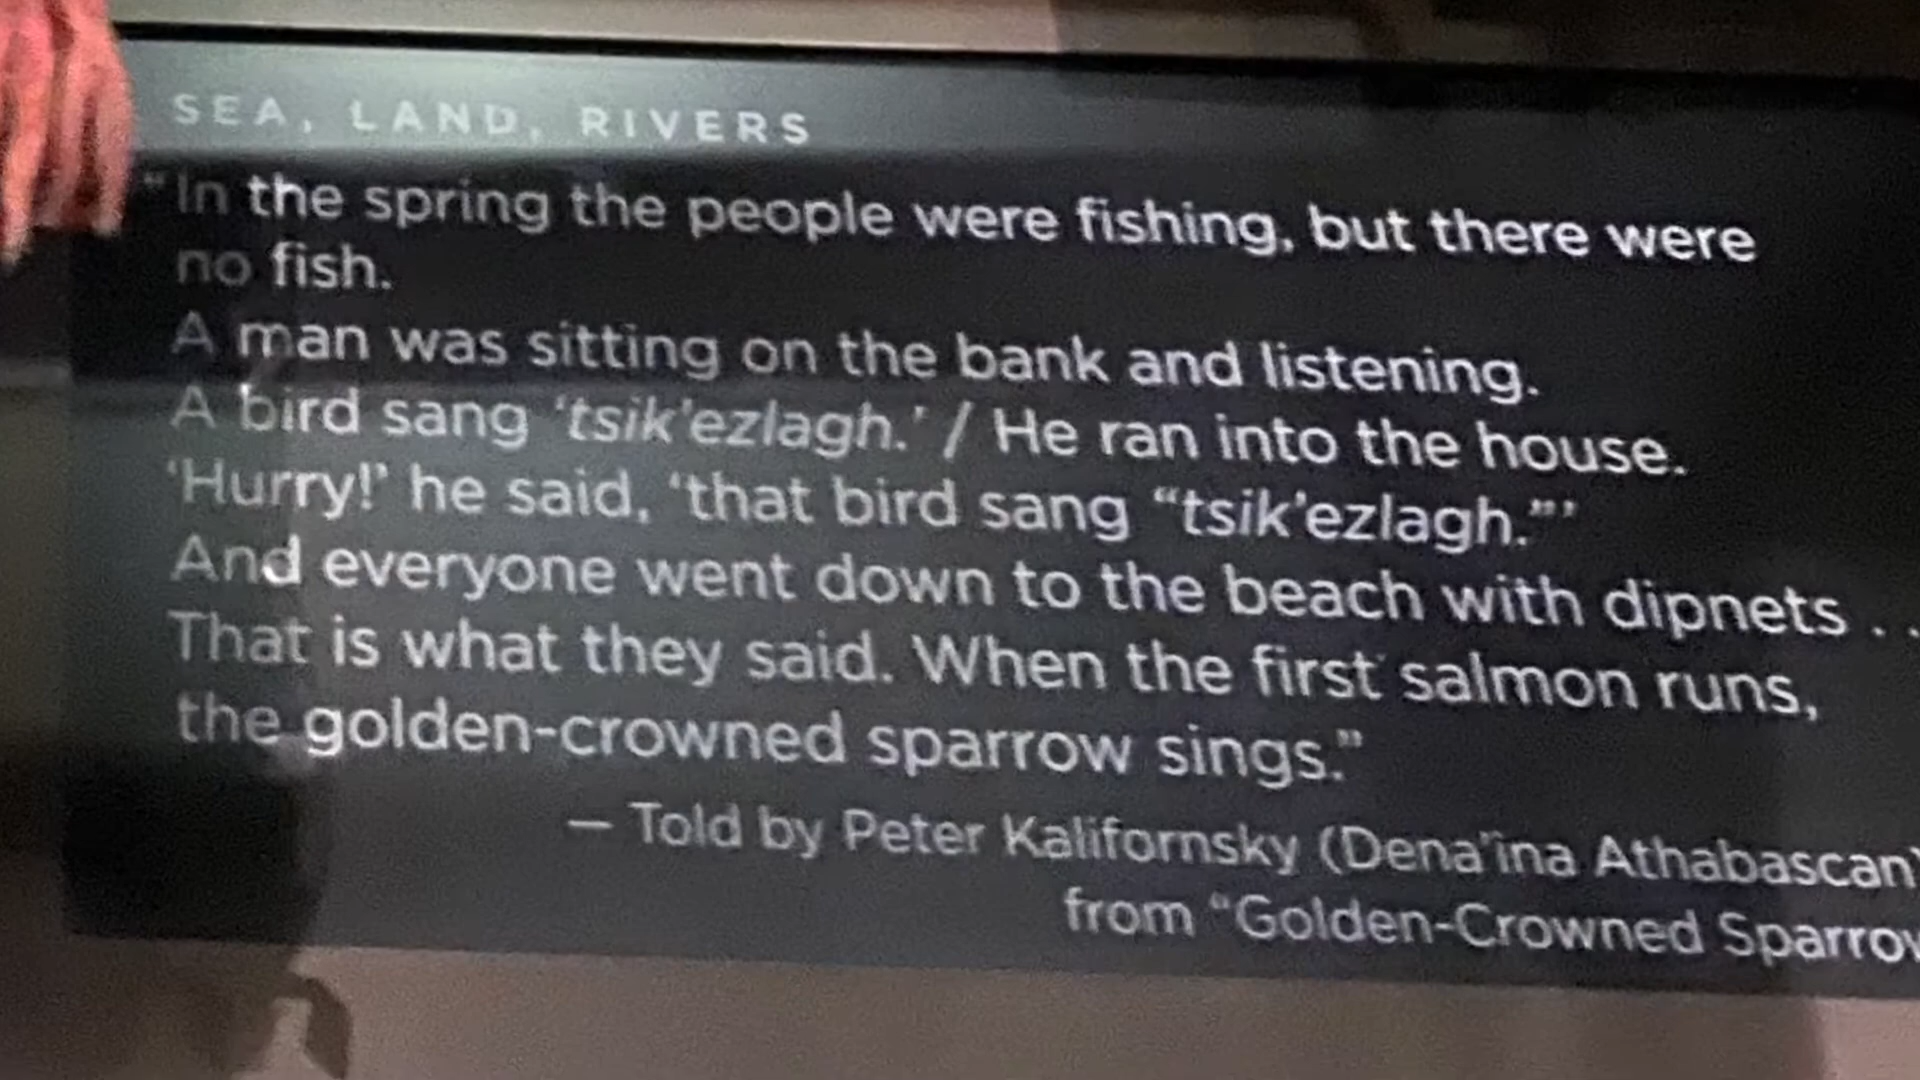 SEA, LAND, RIVERS
“In the spring the people were fishing, but there were
no fish.
A man was sitting on the bank and listening.
A bird sang ‘tsik’ezlagh.’ / He ran into the house.
‘Hurry!’ he said, ‘that bird sang “tsik’ezlagh.”’
And everyone went down to the beach with dipnets . .
That is what they said. When the first salmon runs,
the golden-crowned sparrow sings.”
— Told by Peter Kalifornsky (Dena’ina Athabascan)
from “Golden-Crowned